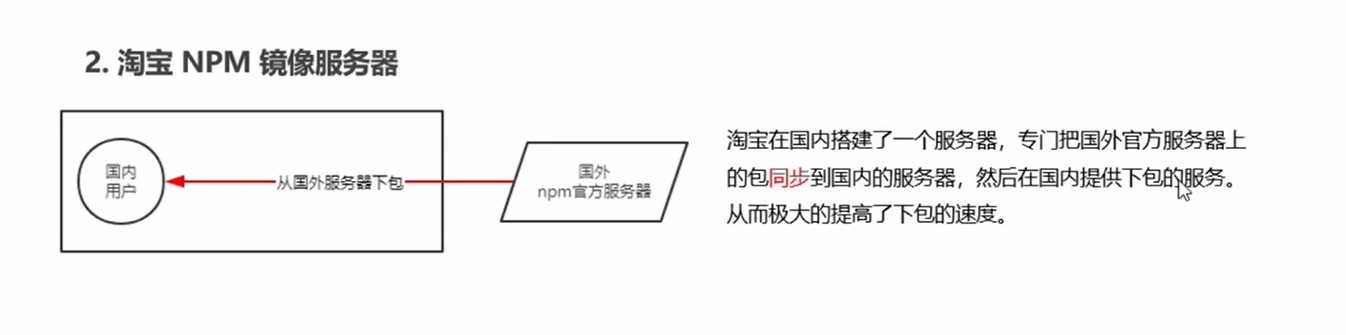 2. 淘宝 NPM 镜像服务器
国内
用户
从国外服务器下包
国外
npm官方服务器
淘宝在国内搭建了一个服务器，专门把国外官方服务器上
的包同步到国内的服务器，然后在国内提供下包的服务。
从而极大的提高了下包的速度。